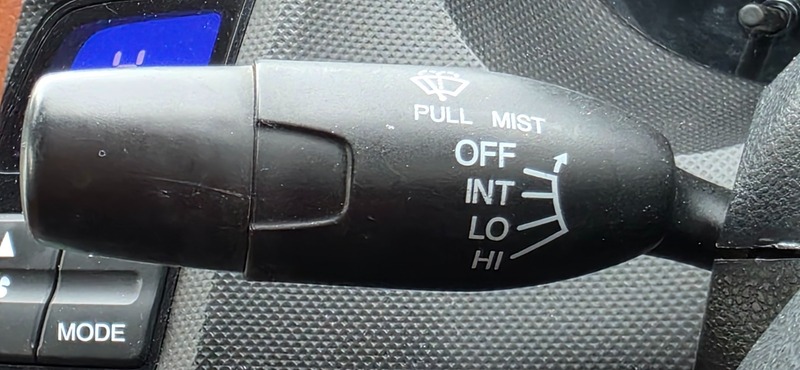 PULL MIST
OFF
INT
LO
HI
MODE